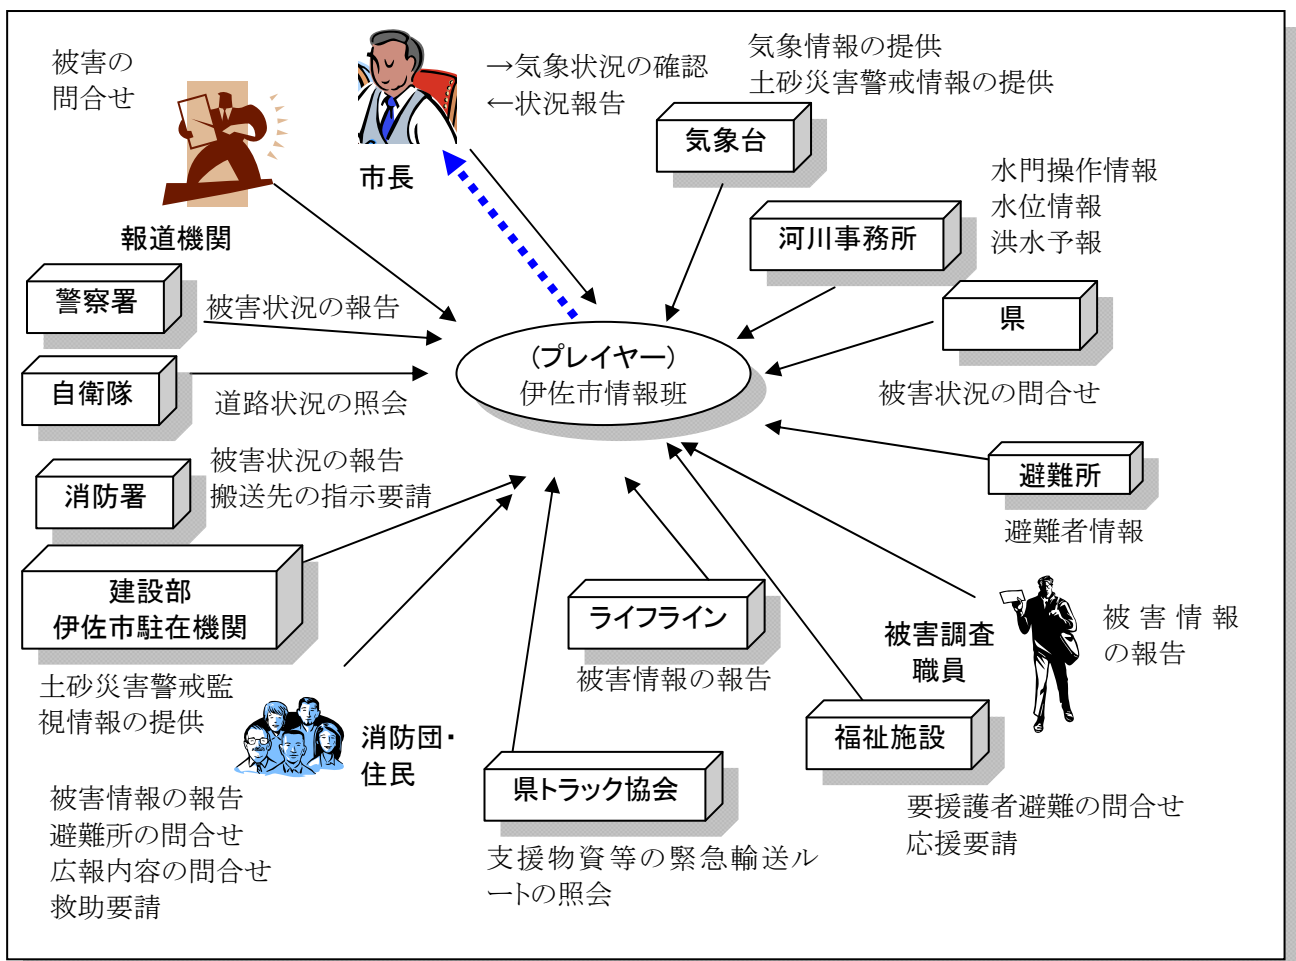 被害の
問合せ
→気象状況の確認
←状況報告
気象情報の提供
土砂災害警戒情報の提供
気象台
市長
報道機関
水門操作情報
水位情報
洪水予報
河川事務所
警察署
被害状況の報告
県
被害状況の問合せ
(プレイヤー)
伊佐市情報班
自衛隊
道路状況の照会
消防署
被害状況の報告
搬送先の指示要請
避難所
避難者情報
建設部
伊佐市駐在機関
土砂災害警戒監
視情報の提供
ライフライン
被害情報の報告
被害調査
職員
被害情報
の報告
消防団・
住民
被害情報の報告
避難所の問合せ
広報内容の問合せ
救助要請
県トラック協会
支援物資等の緊急輸送ル
ートの照会
福祉施設
要援護者避難の問合せ
応援要請